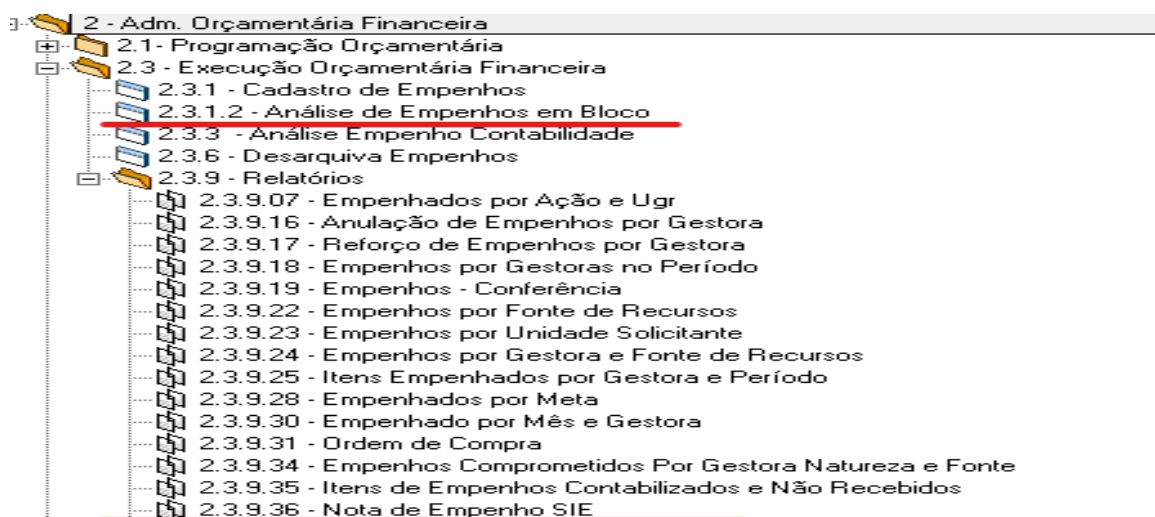 2 - Adm. Orçamentária Financeira
2.1- Programação Orçamentária
2.3 - Execução Orçamentária Financeira
2.3.1 - Cadastro de Empenhos
2.3.1.2 - Análise de Empenhos em Bloco
2.3.3 - Análise Empenho Contabilidade
2.3.6 - Desarquiva Empenhos
2.3.9 - Relatórios
2.3.9.07 - Empenhados por Ação e Ugr
2.3.9.16 - Anulação de Empenhos por Gestora
2.3.9.17 - Reforço de Empenhos por Gestora
2.3.9.18 - Empenhos por Gestoras no Período
2.3.9.19 - Empenhos - Conferência
2.3.9.22 - Empenhos por Fonte de Recursos
2.3.9.23 - Empenhos por Unidade Solicitante
2.3.9.24 - Empenhos por Gestora e Fonte de Recursos
2.3.9.25 - Itens Empenhados por Gestora e Período
2.3.9.28 - Empenhados por Meta
2.3.9.30 - Empenhado por Mês e Gestora
2.3.9.31 - Ordem de Compra
2.3.9.34 - Empenhos Comprometidos Por Gestora Natureza e Fonte
2.3.9.35 - Itens de Empenhos Contabilizados e Não Recebidos
2.3.9.36 - Nota de Empenho SIE